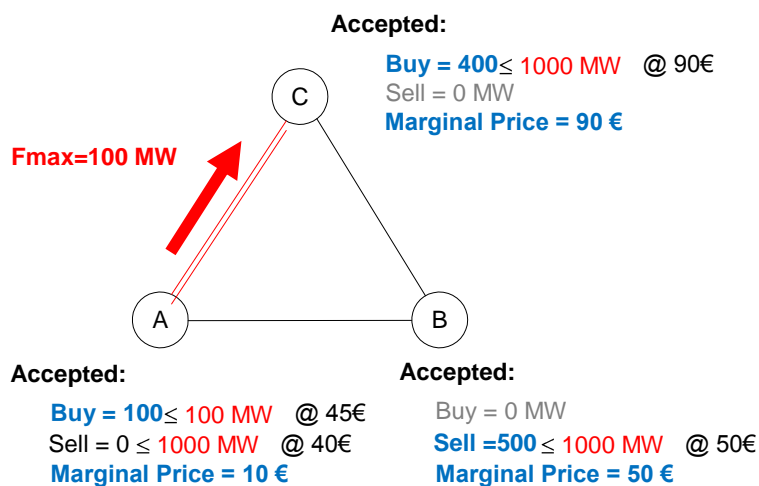 Accepted:
Buy = 400≤ 1000 MW @ 90€
Sell = 0 MW
Marginal Price = 90 €
C
Fmax=100 MW
A
B
Accepted:
Buy = 100≤ 100 MW @ 45€
Sell = 0 ≤ 1000 MW @ 40€
Marginal Price = 10 €
Accepted:
Buy = 0 MW
Sell =500 ≤ 1000 MW @ 50€
Marginal Price = 50 €